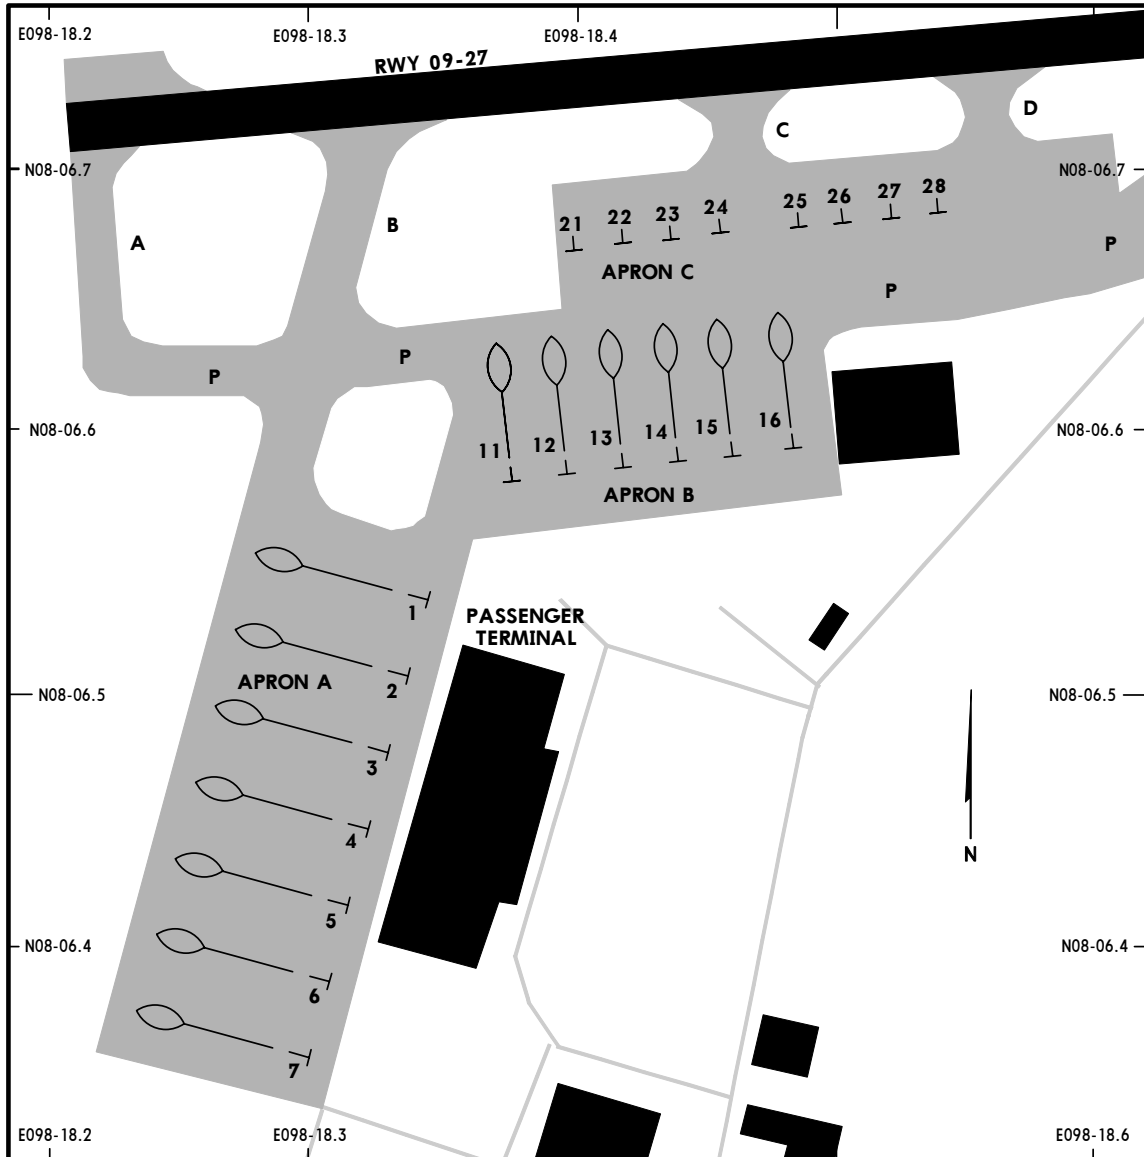 E098-18.2
E098-18.3
E098-18.4
RWY 09-27
D
C
N08-06.7
N08-06.7
28
27
26
25
24
23
22
21
B
A
P
APRON C
P
P
P
N08-06.6
N08-06.6
16
15
14
13
12
11
APRON B
1
PASSENGER
TERMINAL
2
APRON A
N08-06.5
N08-06.5
3
4
N
5
N08-06.4
N08-06.4
6
7
E098-18.2
E098-18.3
E098-18.6